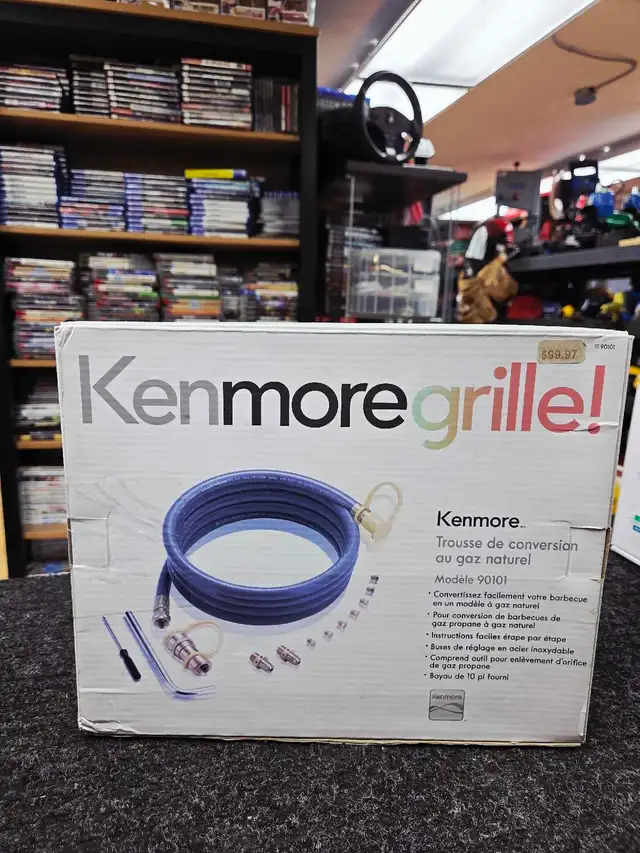 $99.97
11 90101
Kenmore grille!
Kenmore
Trousse de conversion
au gaz naturel
Modèle 90101
• Convertissez facilement votre barbecue
en un modèle à gaz naturel
• Pour conversion de barbecues de
gaz propane à gaz naturel
• Instructions faciles étape par étape
• Buses de réglage en acier inoxydable
• Comprend outil pour enlèvement d'orifice
de gaz propane
• Boyau de 10 pi fourni
Kenmore